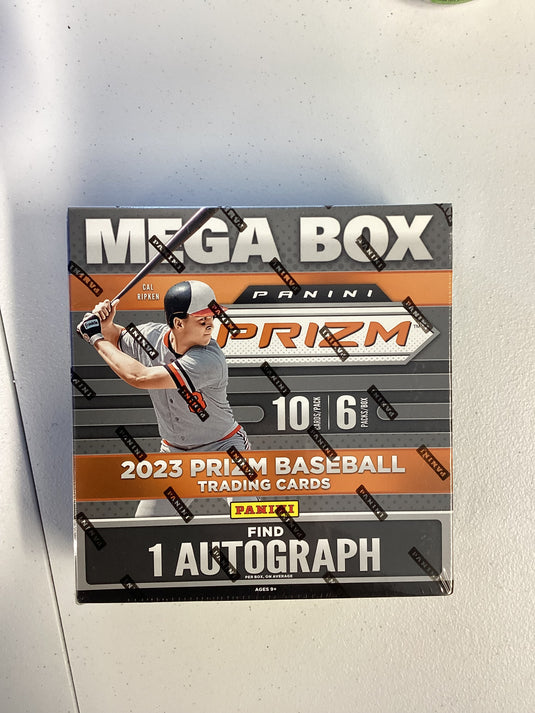 MEGA BOX
CAL
RIPKEN
PANINI
PRIZM
10 CARDS/PACK
6 PACKS/BOX
2023 PRIZM BASEBALL
TRADING CARDS
PANINI
FIND
1 AUTOGRAPH
PER BOX, ON AVERAGE
AGES 9+